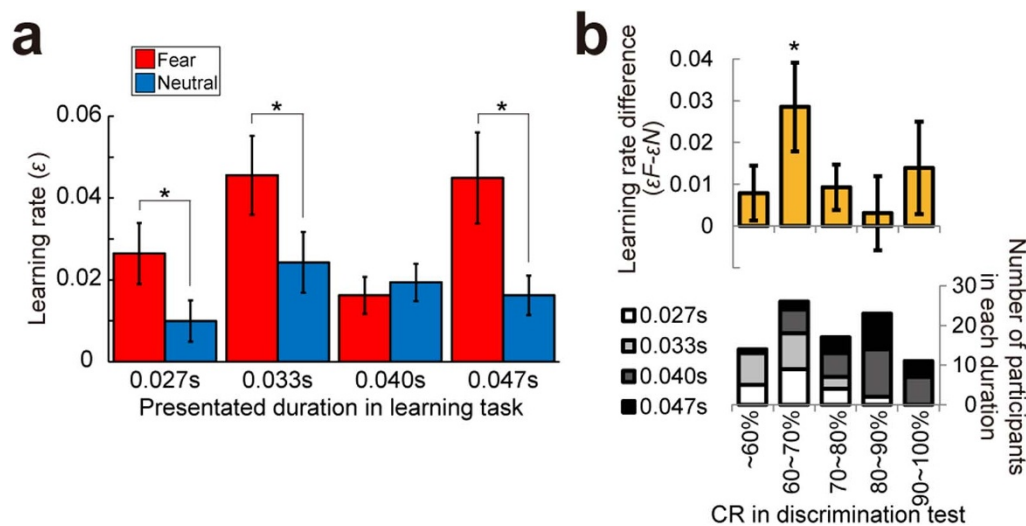 a
Fear
Neutral
Learning rate (ε)
0.06
0.04
0.02
0
*
*
*
0.027s 0.033s 0.040s 0.047s
Presentated duration in learning task
b
Learning rate difference
(εF-εN)
0.04
0.03
0.02
0.01
0
*
0.027s
0.033s
0.040s
0.047s
30
20
10
0
Number of participants
in each duration
~60%
60~70%
70~80%
80~90%
90~100%
CR in discrimination test